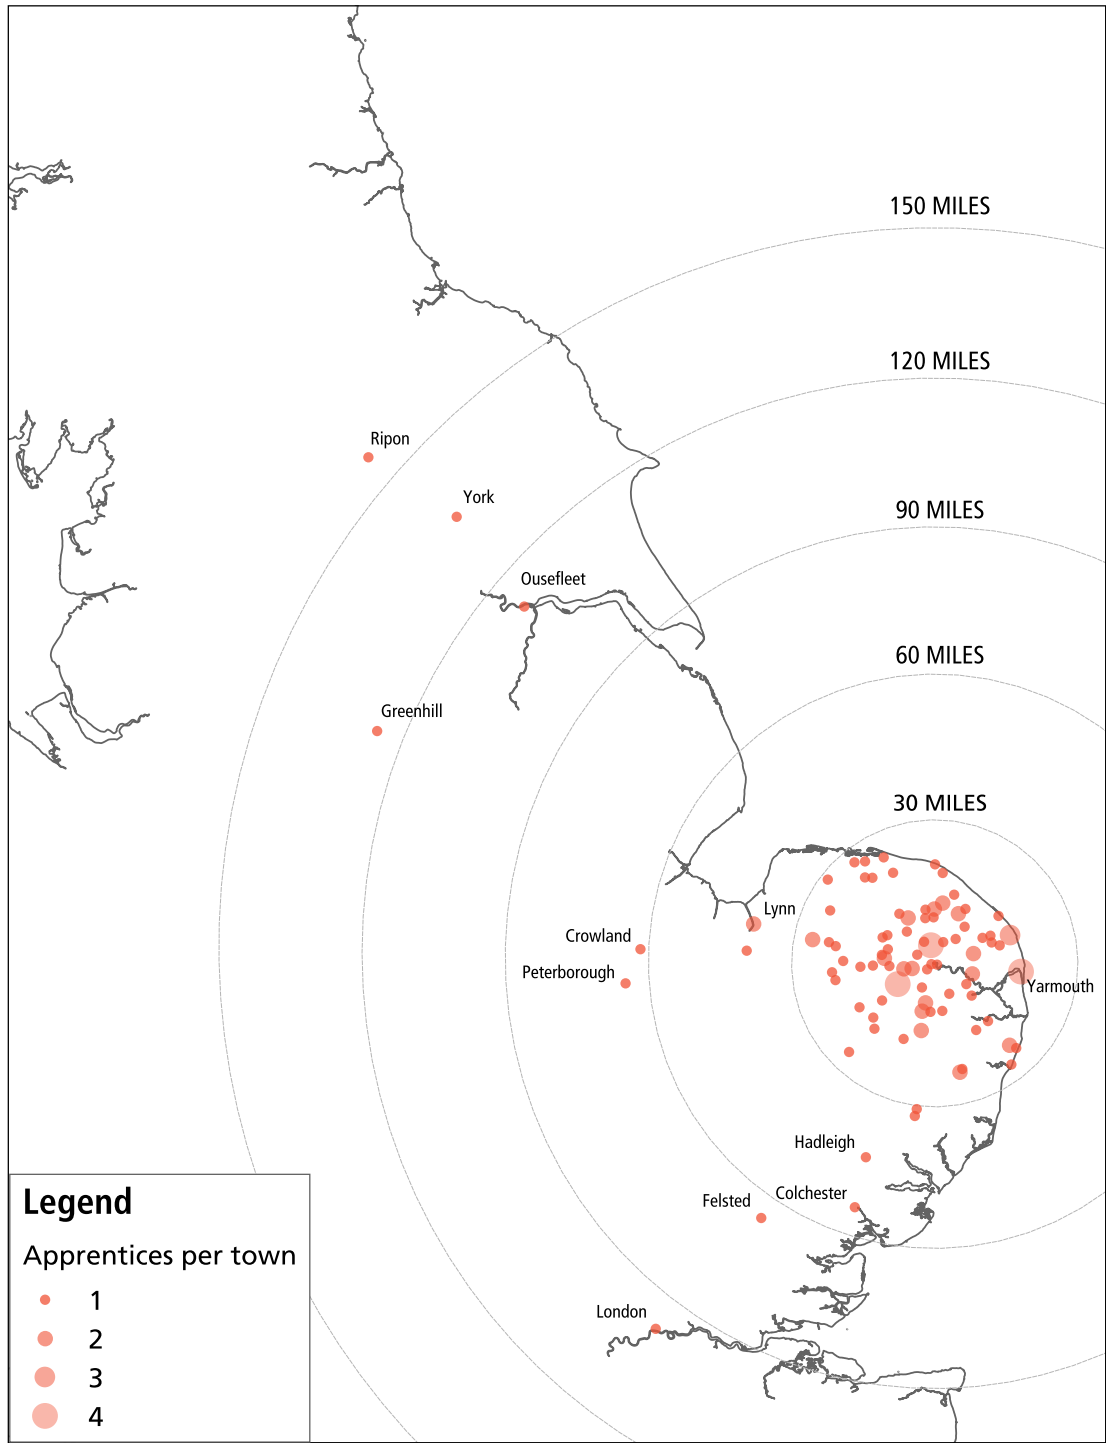 150 MILES
120 MILES
Ripon
York
90 MILES
Ousefleet
60 MILES
Greenhill
30 MILES
Lynn
Crowland
Peterborough
Yarmouth
Hadleigh
Colchester
Felsted
London
Legend
Apprentices per town
1
2
3
4